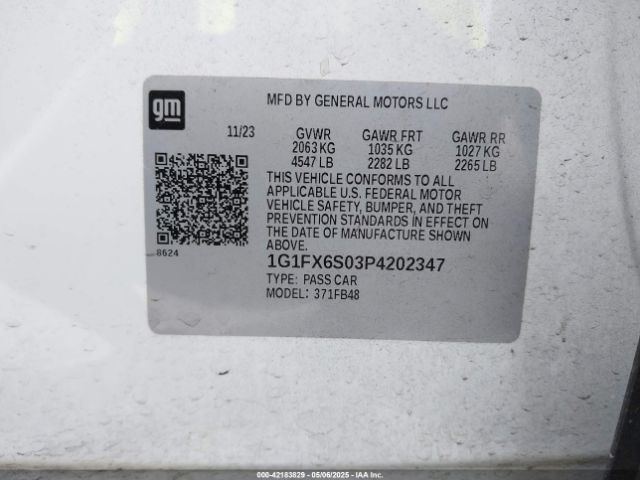 gm
MFD BY GENERAL MOTORS LLC
11/23 GVWR GAWR FRT GAWR RR
2063 KG 1035 KG 1027 KG
4547 LB 2282 LB 2265 LB
THIS VEHICLE CONFORMS TO ALL
APPLICABLE U.S. FEDERAL MOTOR
VEHICLE SAFETY, BUMPER, AND THEFT
PREVENTION STANDARDS IN EFFECT ON
THE DATE OF MANUFACTURE SHOWN
ABOVE.
8624
1G1FX6S03P4202347
TYPE: PASS CAR
MODEL: 371FB48
000-42183829 - 05/06/2025 - IAAI.COM